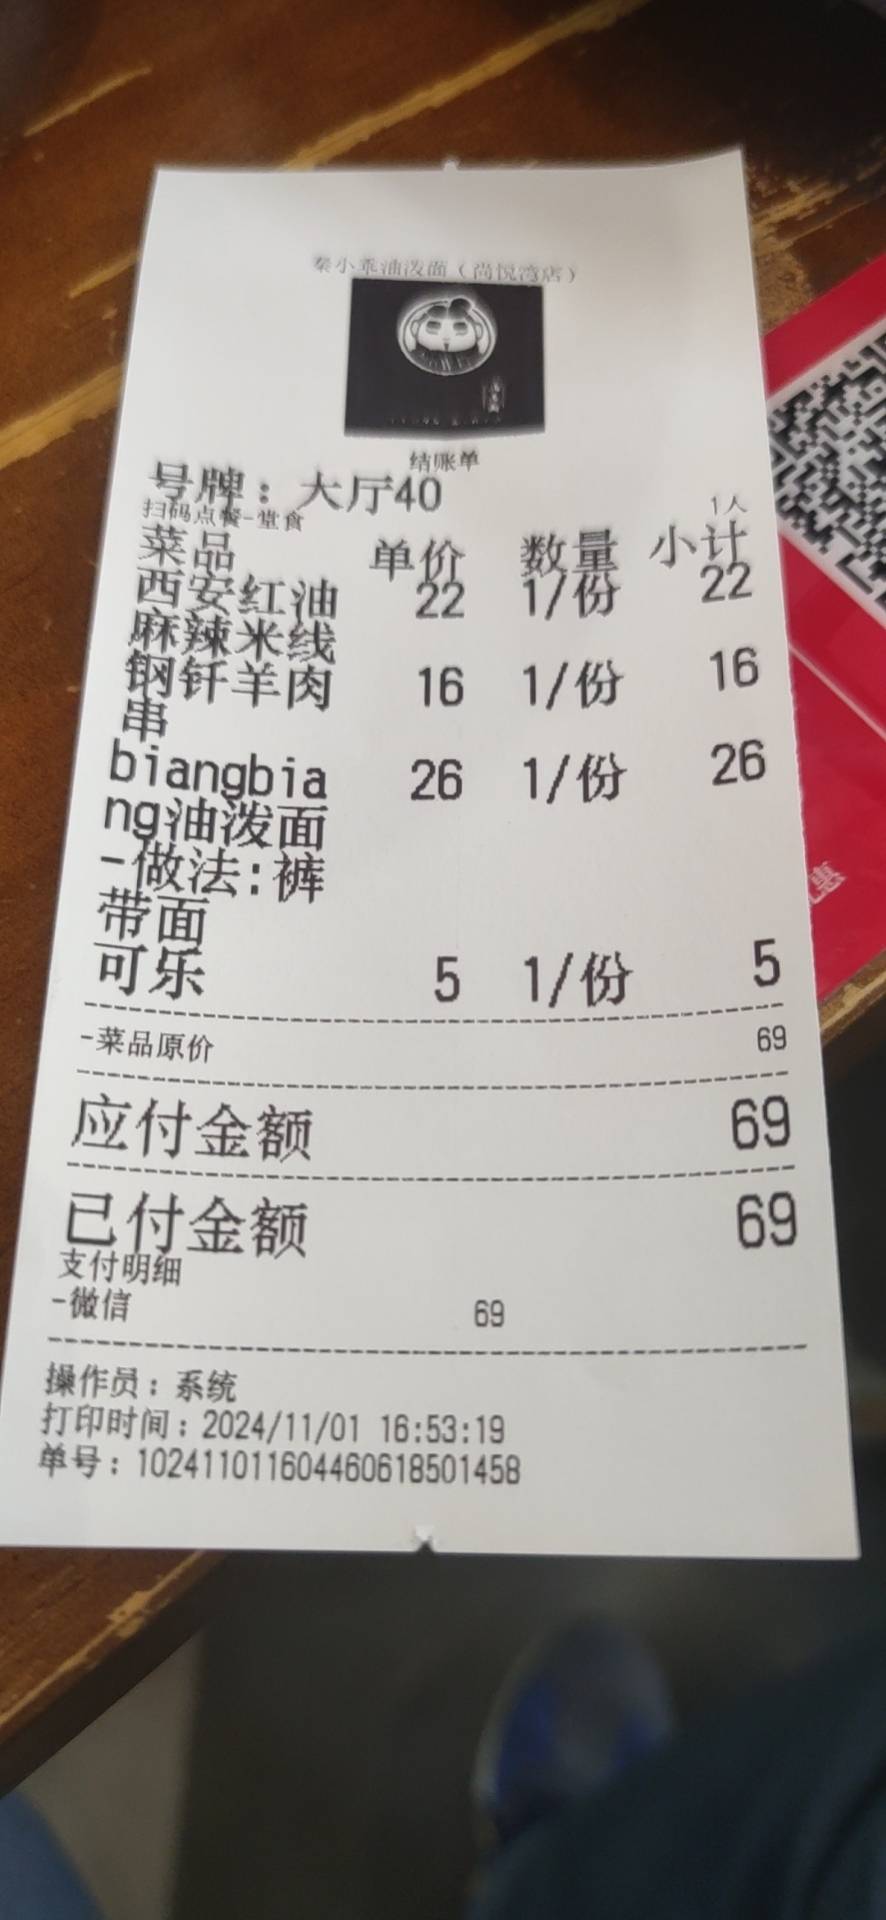 秦小乖油泼面（尚悦湾店）
结账单
号牌：大厅40
扫码点餐-堂食 1人
菜品 单价 数量 小计
西安红油 22 1/份 22
麻辣米线
钢钎羊肉 16 1/份 16
串
biangbia 26 1/份 26
ng油泼面
-做法:裤
带面
可乐 5 1/份 5
-菜品原价 69
应付金额 69
已付金额 69
支付明细
-微信 69
操作员：系统
打印时间：2024/11/01 16:53:19
单号：102411011604460618501458
惠